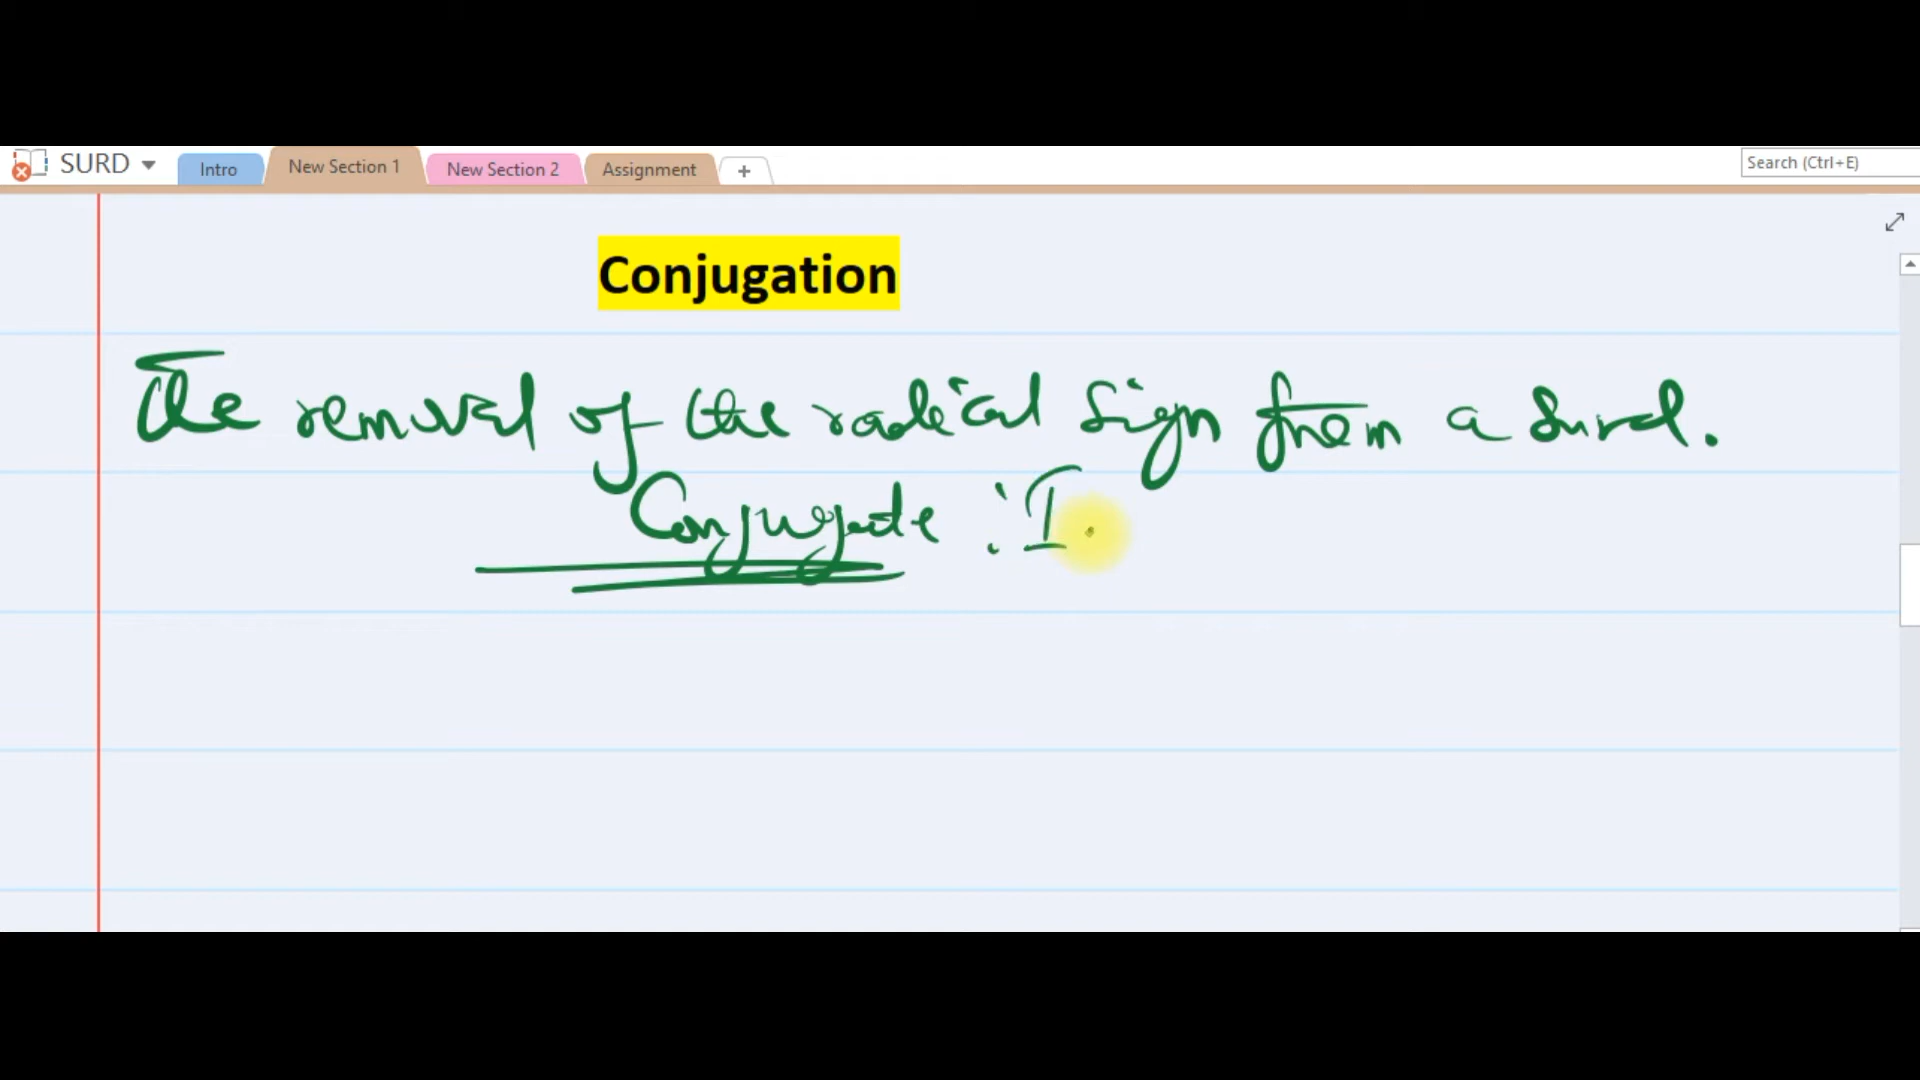 SURD
Intro
New Section 1
New Section 2
Assignment
+
Search (Ctrl+E)
Conjugation
The removal of the radical sign from a Surd.
Conjugate : I